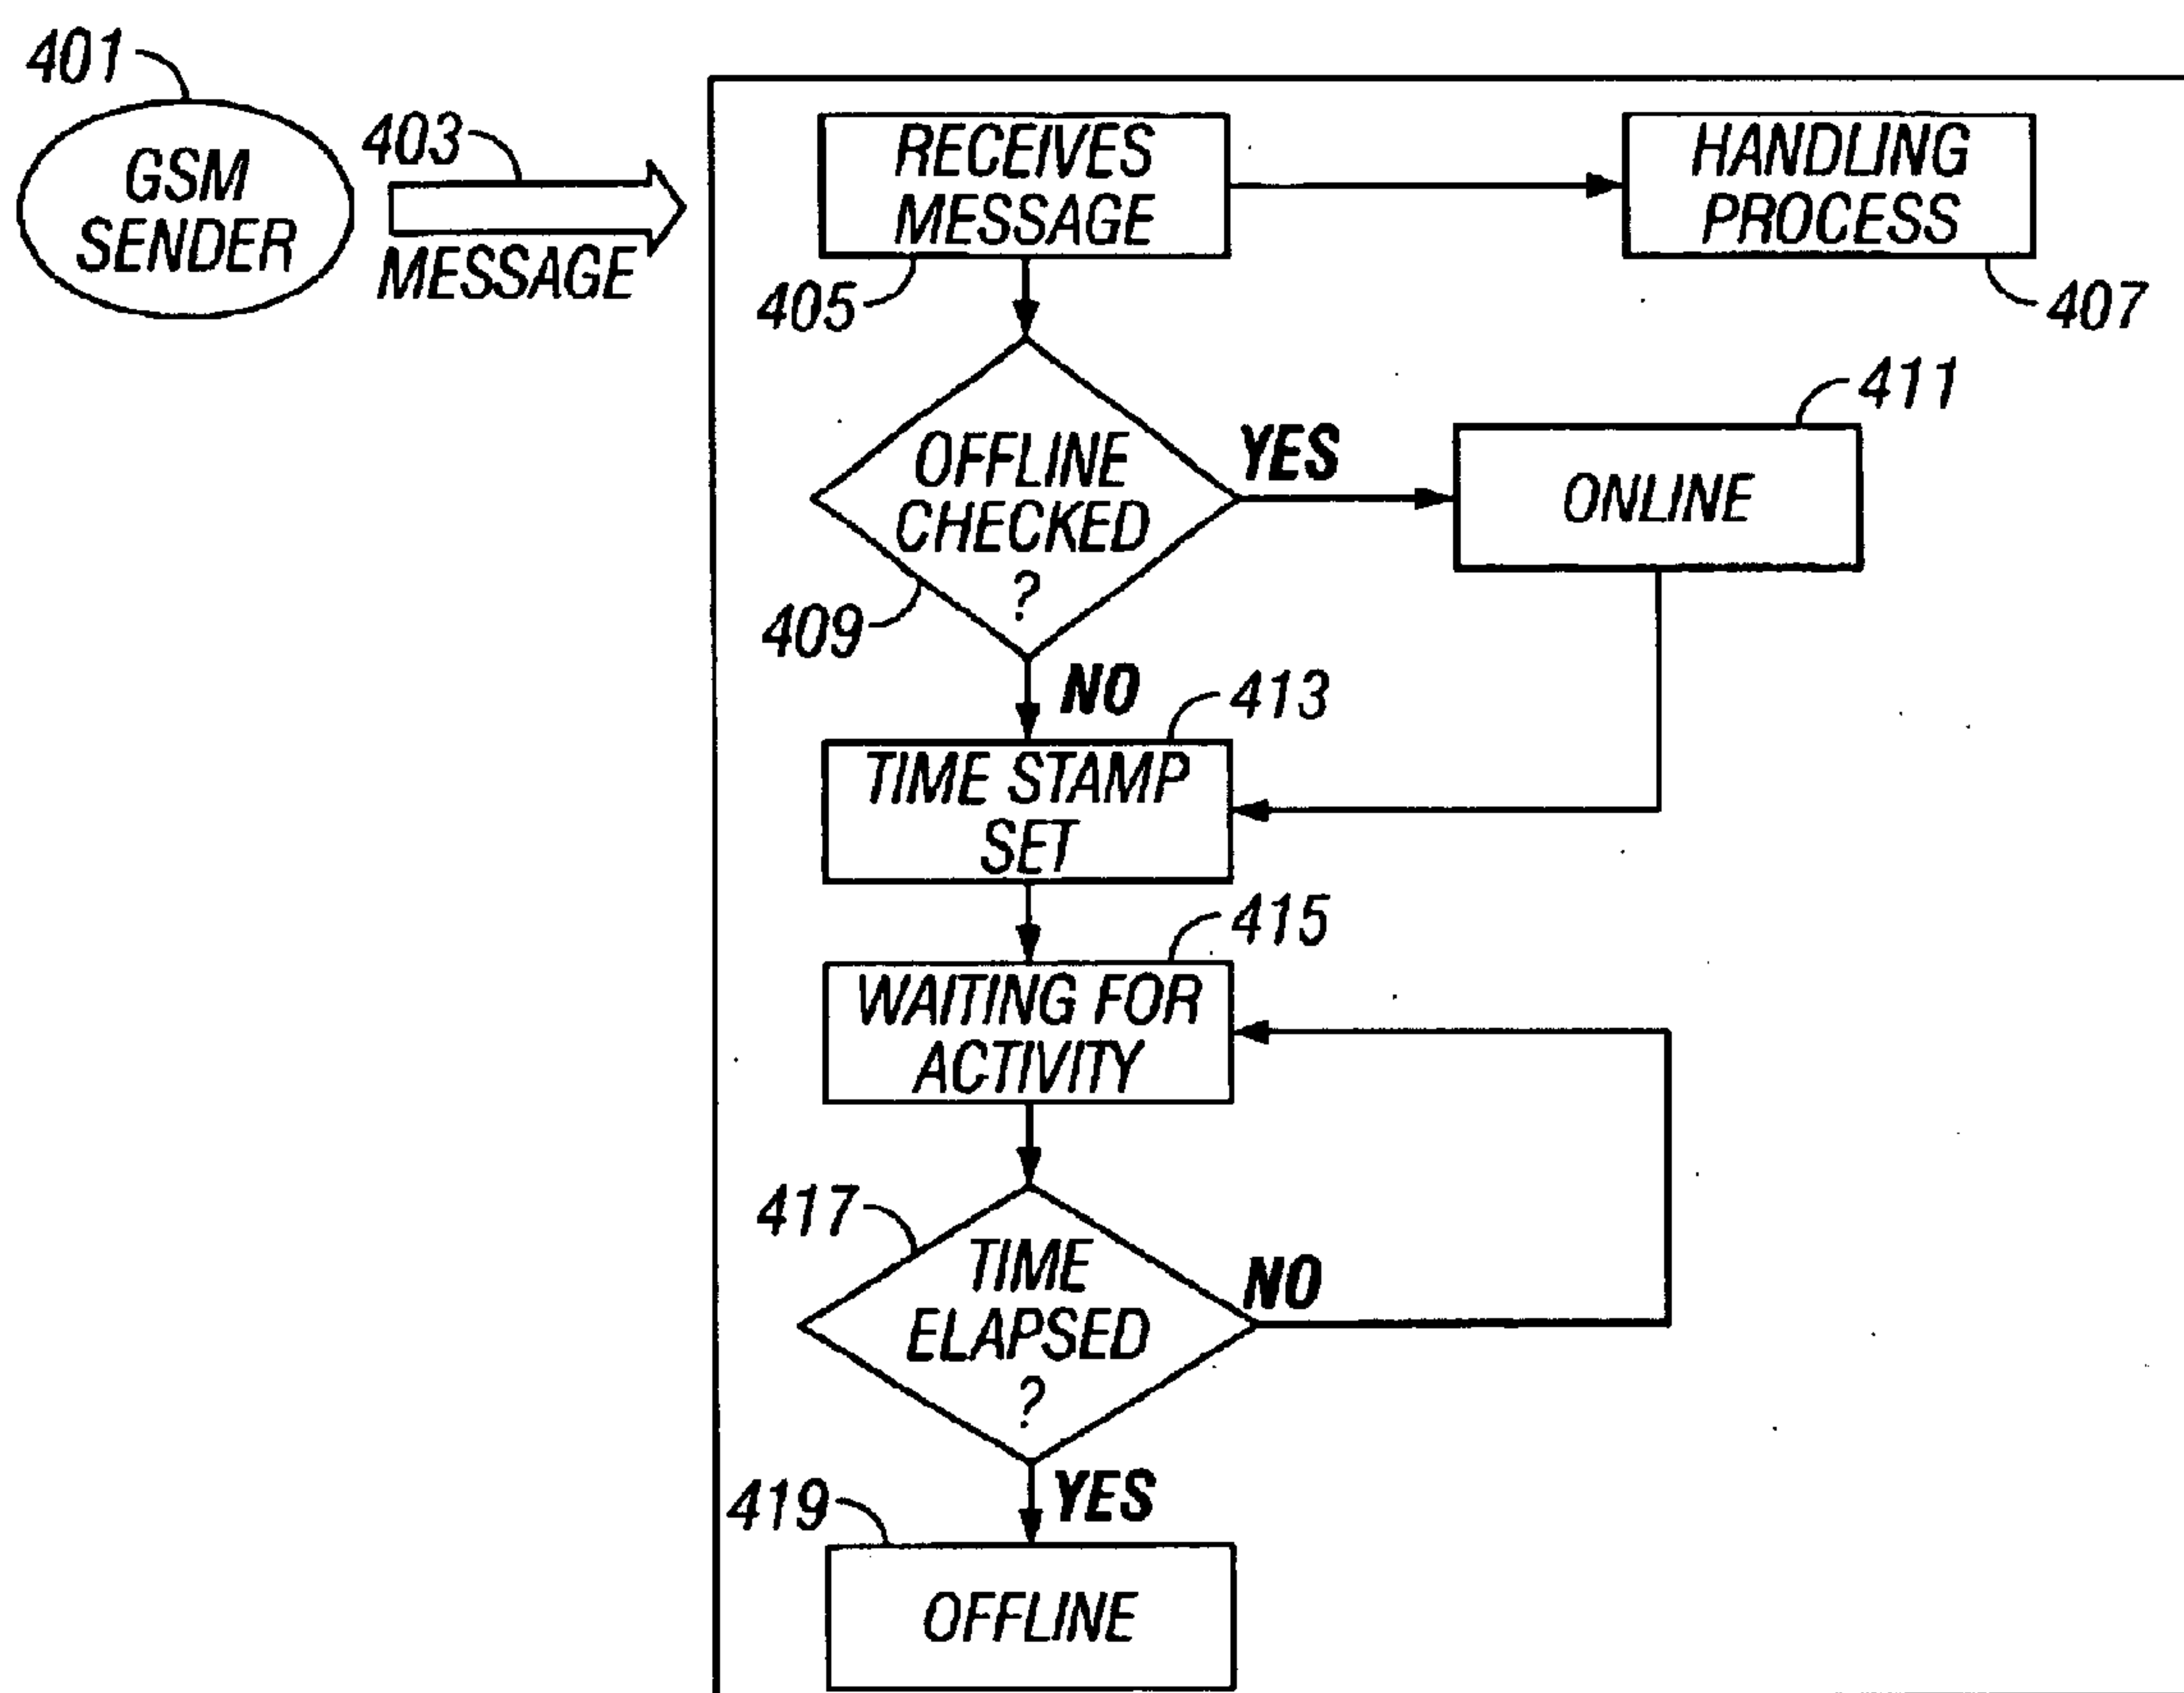 401
GSM
SENDER
403
MESSAGE
RECEIVES
MESSAGE
405
HANDLING
PROCESS
407
OFFLINE
CHECKED
?
409
YES
411
ONLINE
NO
413
TIME STAMP
SET
415
WAITING FOR
ACTIVITY
417
TIME
ELAPSED
?
NO
YES
419
OFFLINE